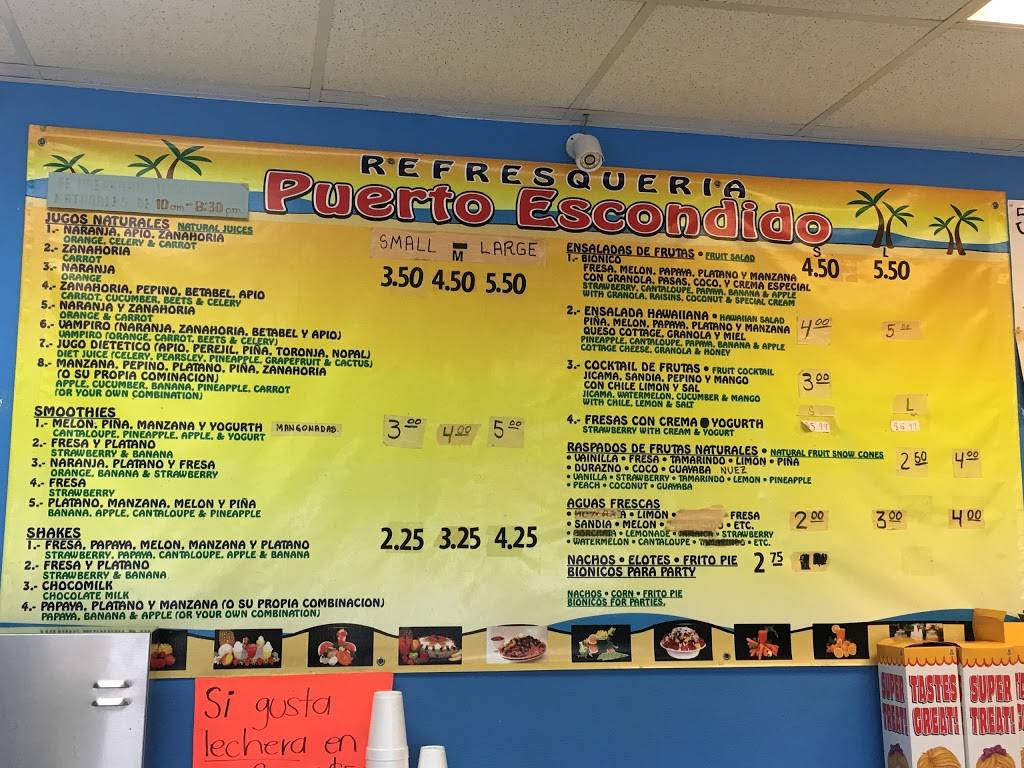 REFRESQUERIA
Puerto Escondido
10 am - 8:30 pm
JUGOS NATURALES NATURAL JUICES
1.- NARANJA, APIO, ZANAHORIA
ORANGE, CELERY & CARROT
2.- ZANAHORIA
CARROT
3.- NARANJA
ORANGE
4.- ZANAHORIA, PEPINO, BETABEL, APIO
CARROT, CUCUMBER, BEETS & CELERY
5.- NARANJA Y ZANAHORIA
ORANGE & CARROT
6.- VAMPIRO (NARANJA, ZANAHORIA, BETABEL Y APIO)
VAMPIRO (ORANGE, CARROT, BEETS & CELERY)
7.- JUGO DIETETICO (APIO, PEREJIL, PIÑA, TORONJA, NOPAL)
DIET JUICE (CELERY, PEARSLEY, PINEAPPLE, GRAPEFRUIT & CACTUS)
8.- MANZANA, PEPINO, PLATANO, PIÑA, ZANAHORIA
(O SU PROPIA COMINACION)
APPLE, CUCUMBER, BANANA, PINEAPPLE, CARROT
(OR YOUR OWN COMBINATION)
SMALL M LARGE
3.50 4.50 5.50
SMOOTHIES
1.- MELON, PIÑA, MANZANA Y YOGURTH MANGONADAS
CANTALOUPE, PINEAPPLE, APPLE, & YOGURT
2.- FRESA Y PLATANO
STRAWBERRY & BANANA
3.- NARANJA, PLATANO Y FRESA
ORANGE, BANANA & STRAWBERRY
4.- FRESA
STRAWBERRY
5.- PLATANO, MANZANA, MELON Y PIÑA
BANANA, APPLE, CANTALOUPE & PINEAPPLE
3.00 4.00 5.00
SHAKES
1.- FRESA, PAPAYA, MELON, MANZANA Y PLATANO
STRAWBERRY, PAPAYA, CANTALOUPE, APPLE & BANANA
2.- FRESA Y PLATANO
STRAWBERRY & BANANA
3.- CHOCOMILK
CHOCOLATE MILK
4.- PAPAYA, PLATANO Y MANZANA (O SU PROPIA COMBINACION)
PAPAYA, BANANA & APPLE (OR YOUR OWN COMBINATION)
2.25 3.25 4.25
ENSALADAS DE FRUTAS • FRUIT SALAD
S L
4.50 5.50
1.- BIONICO
FRESA, MELON, PAPAYA, PLATANO Y MANZANA
CON GRANOLA, PASAS, COCO, Y CREMA ESPECIAL
STRAWBERRY, CANTALOUPE, PAPAYA, BANANA & APPLE
WITH GRANOLA, RAISINS, COCONUT & SPECIAL CREAM
2.- ENSALADA HAWAIIANA • HAWAIIAN SALAD
PIÑA, MELON, PAPAYA, PLATANO Y MANZANA
QUESO COTTAGE, GRANOLA Y MIEL
PINEAPPLE, CANTALOUPE, PAPAYA, BANANA & APPLE
COTTAGE CHEESE, GRANOLA & HONEY
4.00 5.00
3.- COCKTAIL DE FRUTAS • FRUIT COCKTAIL
JICAMA, SANDIA, PEPINO Y MANGO
CON CHILE LIMON Y SAL
JICAMA, WATERMELON, CUCUMBER & MANGO
WITH CHILE, LEMON & SALT
3.00
S L
4.- FRESAS CON CREMA YOGURTH
STRAWBERRY WITH CREAM & YOGURT
RASPADOS DE FRUTAS NATURALES • NATURAL FRUIT SNOW CONES
• VAINILLA • FRESA • TAMARINDO • LIMON • PIÑA
• DURAZNO • COCO • GUAYABA . NUEZ
• VANILLA • STRAWBERRY • TAMARINDO • LEMON • PINEAPPLE
• PEACH • COCONUT • GUAYABA
2.50 4.00
AGUAS FRESCAS
• LIMON • FRESA
• SANDIA • MELON • ETC.
• LEMONADE • STRAWBERRY
• WATERMELON • CANTALOUPE • ETC.
2.00 3.00 4.00
NACHOS • ELOTES • FRITO PIE
BIONICOS PARA PARTY
2.75
NACHOS • CORN • FRITO PIE
BIONICOS FOR PARTIES,
Si gusta
lechera en
SUPER TASTES SUPER
TREAT! GREAT! TREAT!